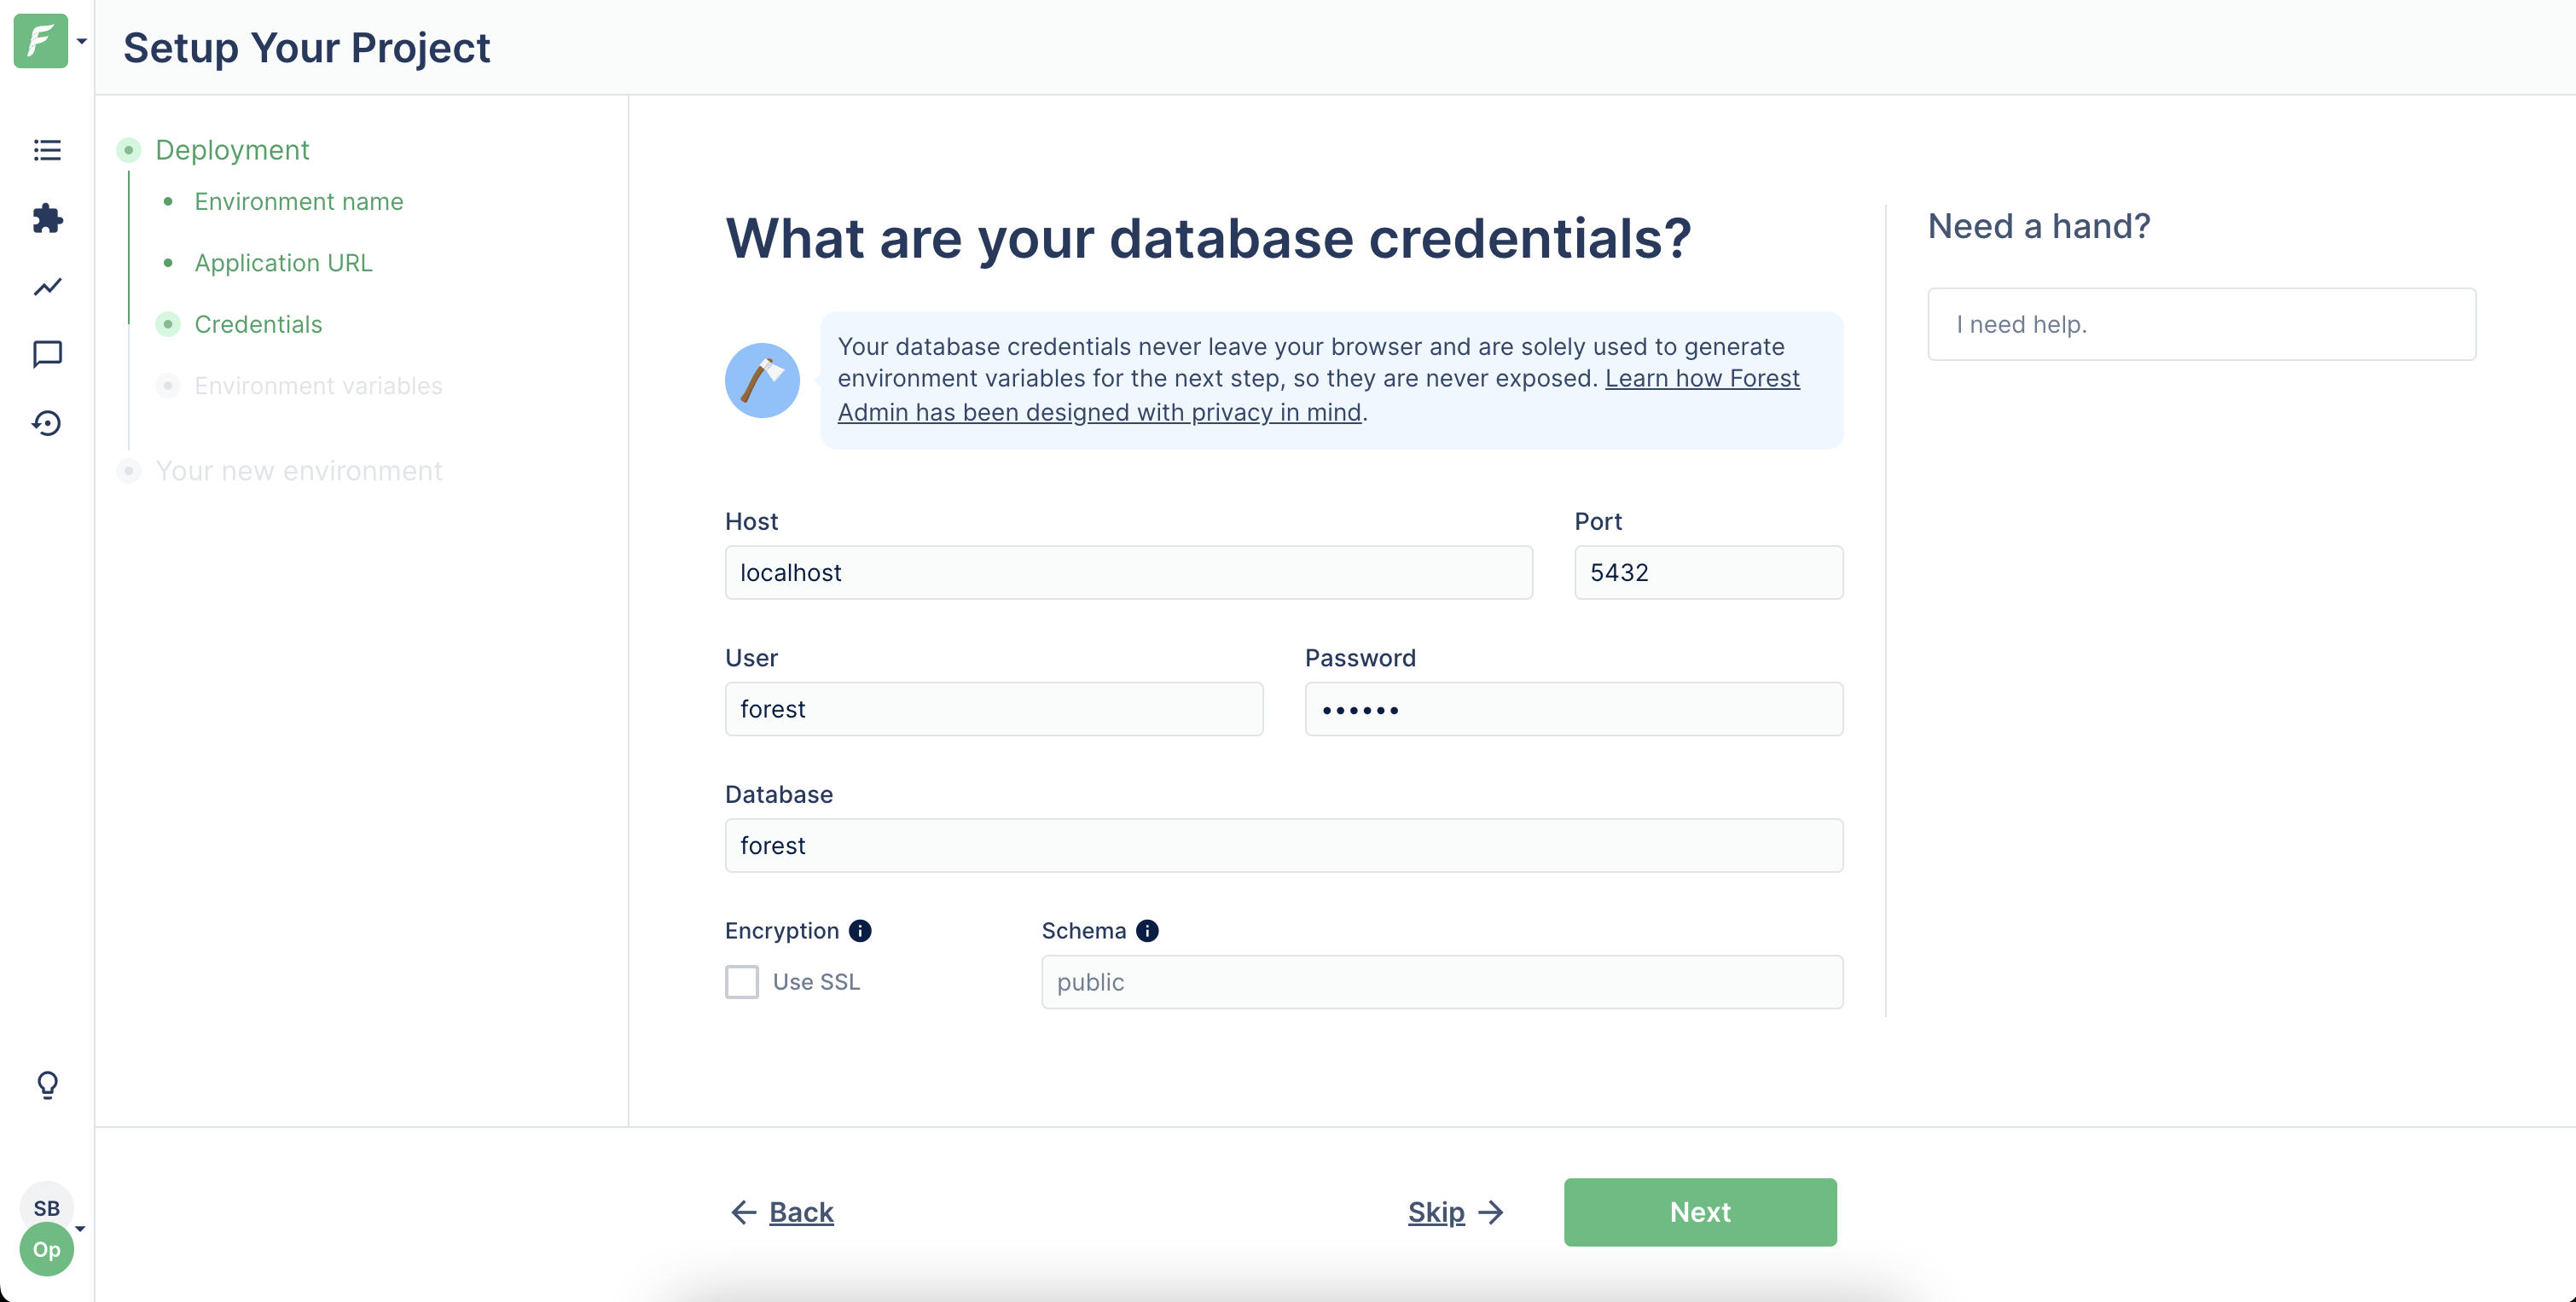 Setup Your Project
Deployment
Environment name
Application URL
Credentials
Environment variables
Your new environment
What are your database credentials?
Your database credentials never leave your browser and are solely used to generate
environment variables for the next step, so they are never exposed. Learn how Forest
Admin has been designed with privacy in mind.
Host
Port
localhost
5432
User
Password
forest
••••••
Database
forest
Encryption
Schema
Use SSL
public
Need a hand?
I need help.
Back
Skip
Next
SB
Op